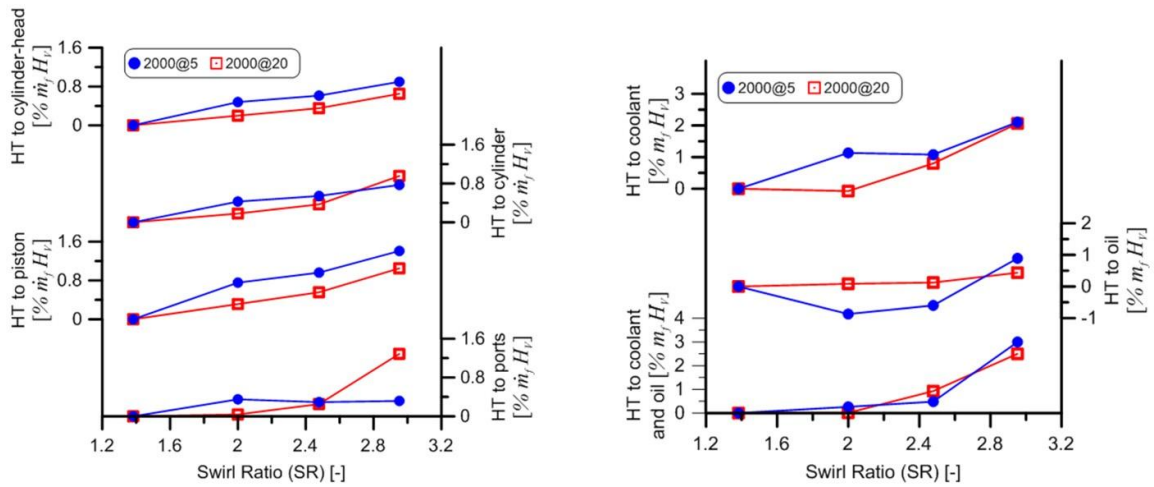 HT to cylinder-head
[% ṁf Hv]
1.6
0.8
0
2000@5 2000@20
HT to cylinder
[% ṁf Hv]
1.6
0.8
0
HT to piston
[% ṁf Hv]
1.6
0.8
0
HT to ports
[% ṁf Hv]
1.6
0.8
0
1.2 1.6 2 2.4 2.8 3.2
Swirl Ratio (SR) [-]
HT to coolant
[% mf Hv]
3
2
1
0
2000@5 2000@20
HT to oil
[% mf Hv]
2
1
0
-1
HT to coolant
and oil [% mf Hv]
4
3
2
1
0
1.2 1.6 2 2.4 2.8 3.2
Swirl Ratio (SR) [-]